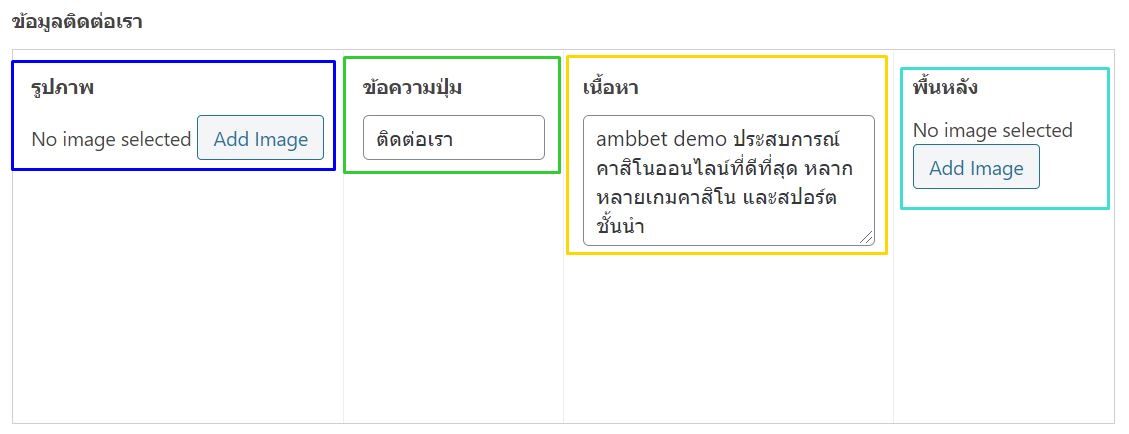 ข้อมูลติดต่อเรา
รูปภาพ
No image selected Add Image
ข้อความปุ่ม
ติดต่อเรา
เนื้อหา
ambbet demo ประสบการณ์
คาสิโนออนไลน์ที่ดีที่สุด หลาก
หลายเกมคาสิโน และสปอร์ต
ชั้นนำ
พื้นหลัง
No image selected
Add Image